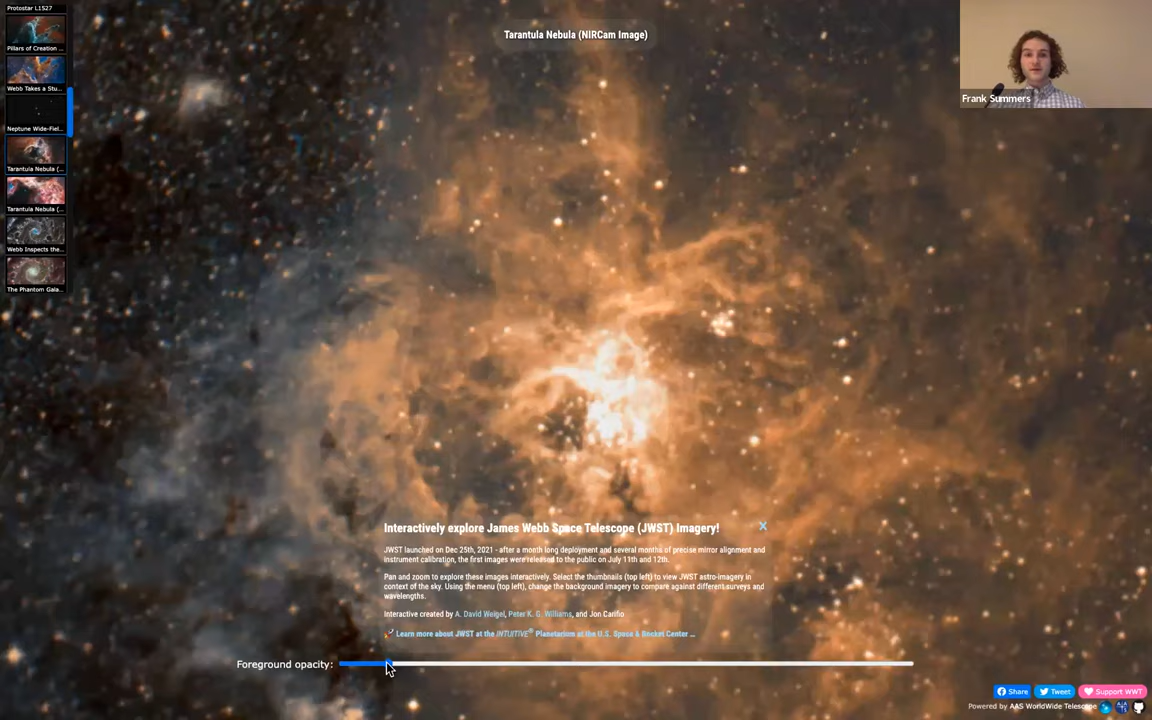 Protostar L1527
Pillars of Creation ...
Webb Takes a Stu...
Neptune Wide-Fiel...
Tarantula Nebula (...
Tarantula Nebula (...
Webb Inspects the...
The Phantom Gala...
Tarantula Nebula (NIRCam Image)
Frank Summers
Interactively explore James Webb Space Telescope (JWST) Imagery!
X
JWST launched on Dec 25th, 2021 - after a month long deployment and several months of precise mirror alignment and
instrument calibration, the first images were released to the public on July 11th and 12th.
Pan and zoom to explore these images interactively. Select the thumbnails (top left) to view JWST astro-imagery in
context of the sky. Using the menu (top left), change the background imagery to compare against different surveys and
wavelengths.
Interactive created by A. David Weigel, Peter K. G. Williams, and Jon Carifio
Learn more about JWST at the INTUITIVE® Planetarium at the U.S. Space & Rocket Center ...
Foreground opacity:
Share
Tweet
Support WWT
Powered by AAS WorldWide Telescope